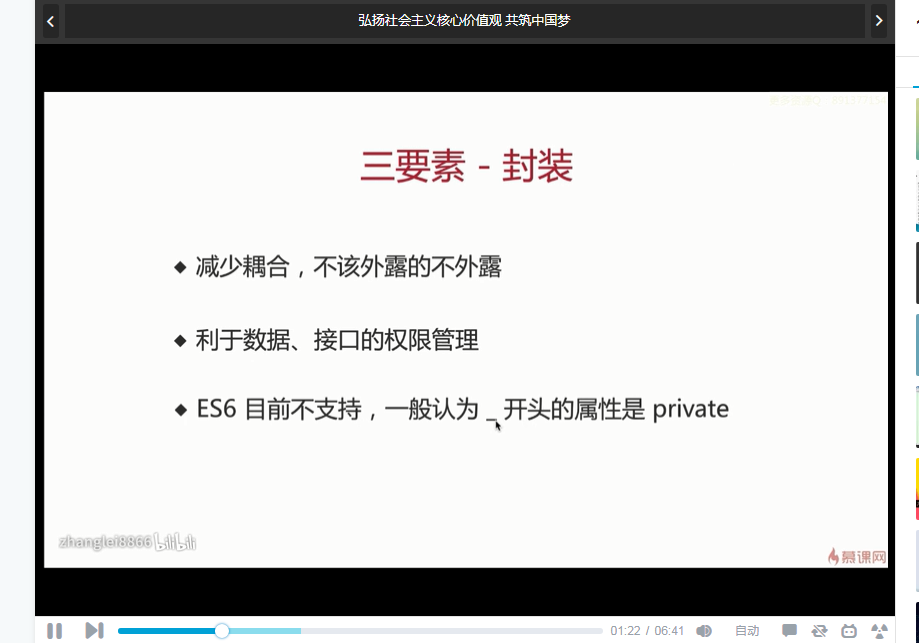 弘扬社会主义核心价值观 共筑中国梦
三要素 - 封装
◆ 减少耦合，不该外露的不外露
◆ 利于数据、接口的权限管理
◆ ES6 目前不支持，一般认为 _ 开头的属性是 private
zhanglei8866 bilibili
慕课网
01:22 / 06:41
自动